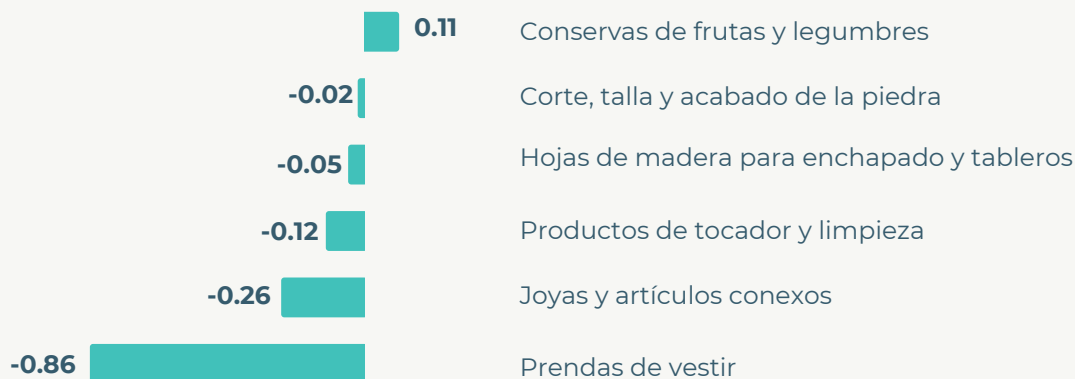 0.11 Conservas de frutas y legumbres
-0.02 Corte, talla y acabado de la piedra
-0.05 Hojas de madera para enchapado y tableros
-0.12 Productos de tocador y limpieza
-0.26 Joyas y artículos conexos
-0.86 Prendas de vestir